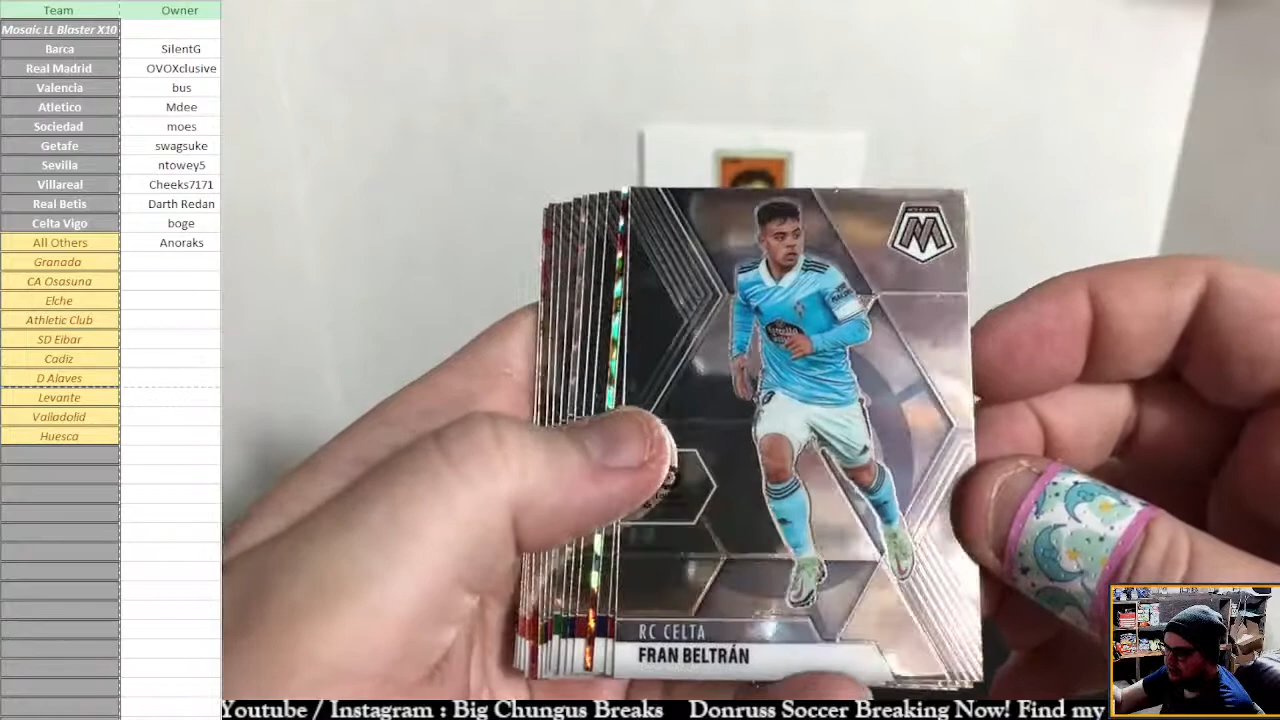 Team Owner
Mosaic LL Blaster X10
Barca SilentG
Real Madrid OVOXclusive
Valencia bus
Atletico Mdee
Sociedad moes
Getafe swagsuke
Sevilla ntowey5
Villareal Cheeks7171
Real Betis Darth Redan
Celta Vigo boge
All Others Anoraks
Granada
CA Osasuna
Elche
Athletic Club
SD Eibar
Cadiz
D Alaves
Levante
Valladolid
Huesca
MOSAIC
Estrella
RC CELTA
FRAN BELTRÁN
Youtube / Instagram : Big Chungus Breaks Donruss Soccer Breaking Now! Find my